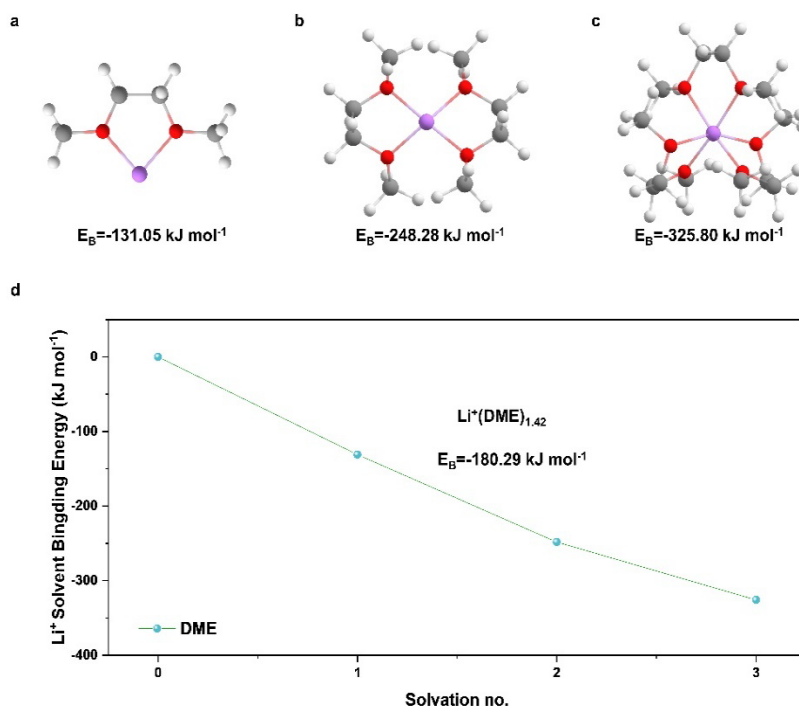 a
b
c
E_B=-131.05 kJ mol⁻¹
E_B=-248.28 kJ mol⁻¹
E_B=-325.80 kJ mol⁻¹
d
Li⁺ Solvent Bingding Energy (kJ mol⁻¹)
0
-100
-200
-300
-400
Li⁺(DME)₁.₄₂
E_B=-180.29 kJ mol⁻¹
DME
0
1
2
3
Solvation no.